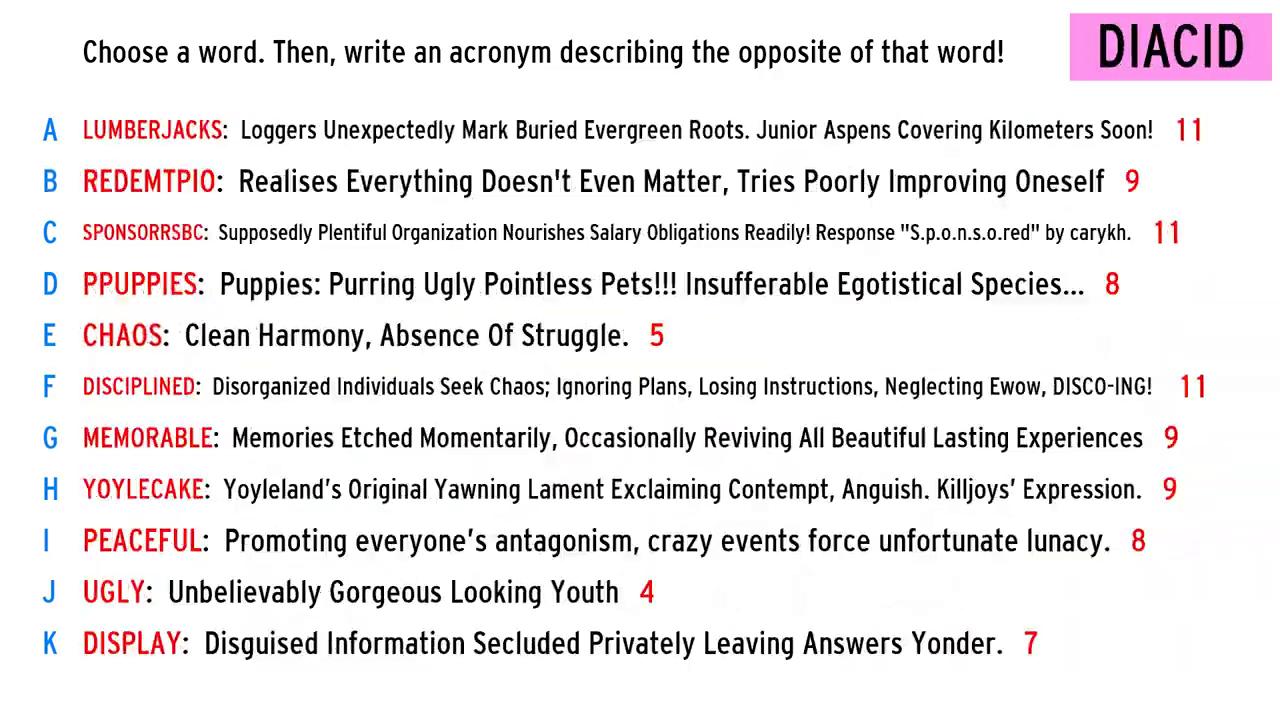 Choose a word. Then, write an acronym describing the opposite of that word!
DIACID
A LUMBERJACKS: Loggers Unexpectedly Mark Buried Evergreen Roots. Junior Aspens Covering Kilometers Soon! 11
B REDEMTPIO: Realises Everything Doesn't Even Matter, Tries Poorly Improving Oneself 9
C SPONSORRSBC: Supposedly Plentiful Organization Nourishes Salary Obligations Readily! Response "S.p.o.n.s.o.red" by carykh. 11
D PPUPPIES: Puppies: Purring Ugly Pointless Pets!!! Insufferable Egotistical Species... 8
E CHAOS: Clean Harmony, Absence Of Struggle. 5
F DISCIPLINED: Disorganized Individuals Seek Chaos; Ignoring Plans, Losing Instructions, Neglecting Ewow, DISCO-ING! 11
G MEMORABLE: Memories Etched Momentarily, Occasionally Reviving All Beautiful Lasting Experiences 9
H YOYLECAKE: Yoyleland’s Original Yawning Lament Exclaiming Contempt, Anguish. Killjoys’ Expression. 9
I PEACEFUL: Promoting everyone’s antagonism, crazy events force unfortunate lunacy. 8
J UGLY: Unbelievably Gorgeous Looking Youth 4
K DISPLAY: Disguised Information Secluded Privately Leaving Answers Yonder. 7